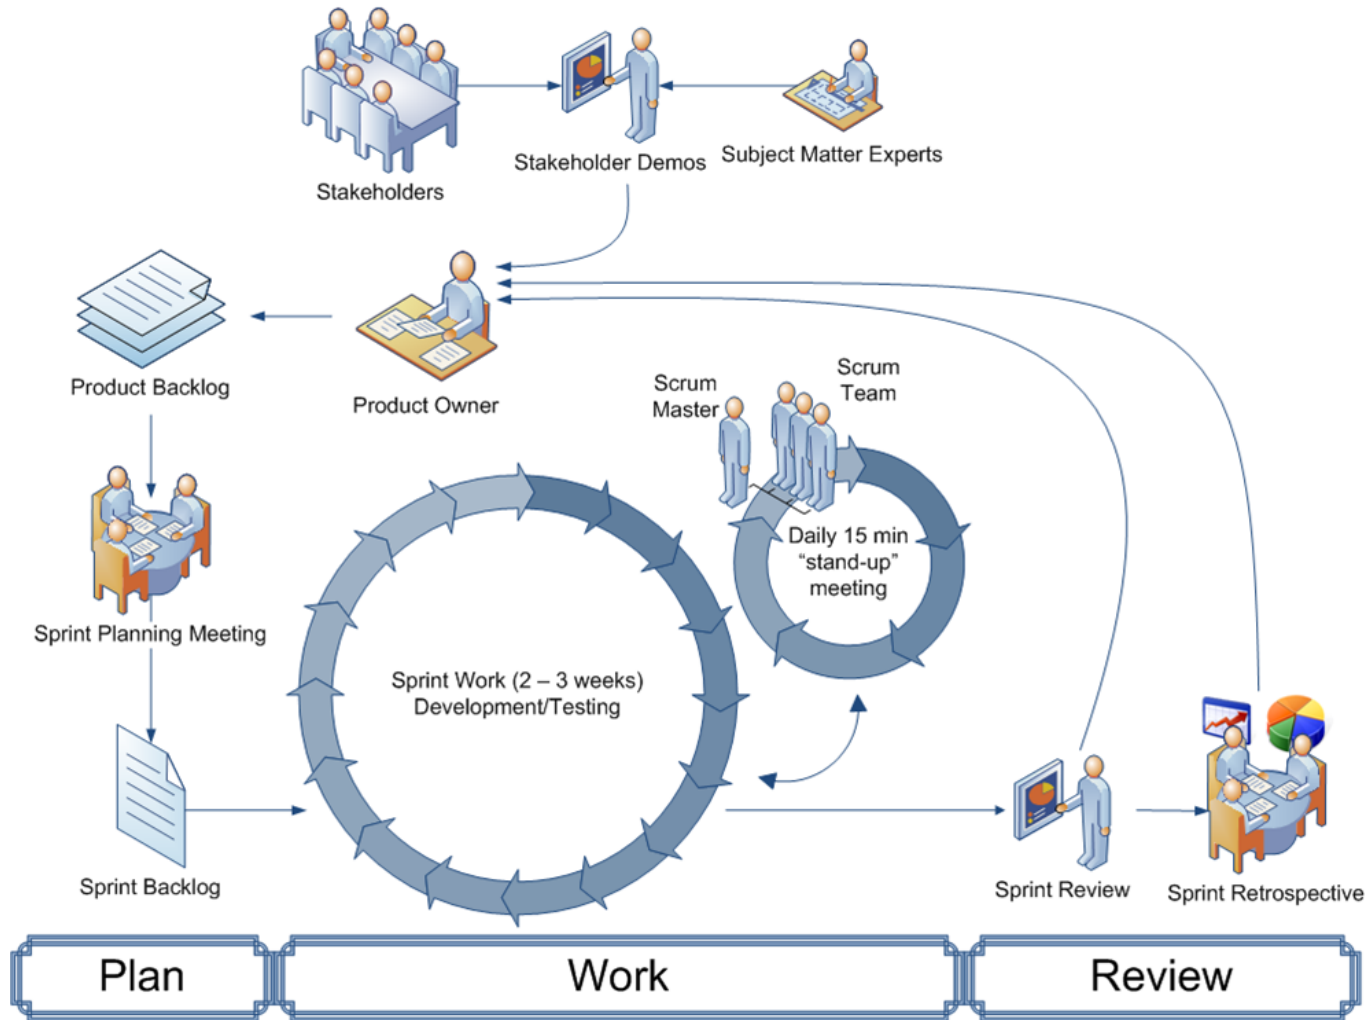 Stakeholders
Stakeholder Demos
Subject Matter Experts
Product Backlog
Product Owner
Scrum
Master
Scrum
Team
Daily 15 min
“stand-up”
meeting
Sprint Planning Meeting
Sprint Work (2 – 3 weeks)
Development/Testing
Sprint Backlog
Sprint Review
Sprint Retrospective
Plan
Work
Review